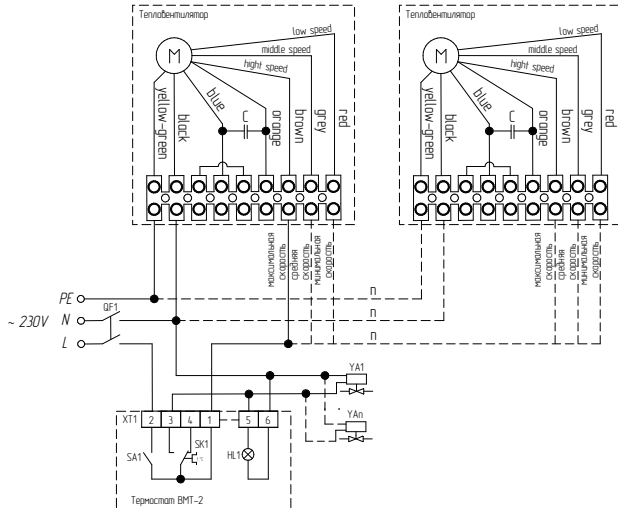 Тепловентилятор
low speed
middle speed
hight speed
M
yellow-green
black
blue
C
orange
brown
grey
red
максимальная скорость
средняя скорость
минимальная скорость
Тепловентилятор
low speed
middle speed
hight speed
M
yellow-green
black
blue
C
orange
brown
grey
red
максимальная скорость
средняя скорость
минимальная скорость
PE
n
~ 230V
QF1
N
n
L
n
YA1
YAn
XT1 2 3 4 1 5 6
SA1
SK1
HL1
Термостат ВМТ-2